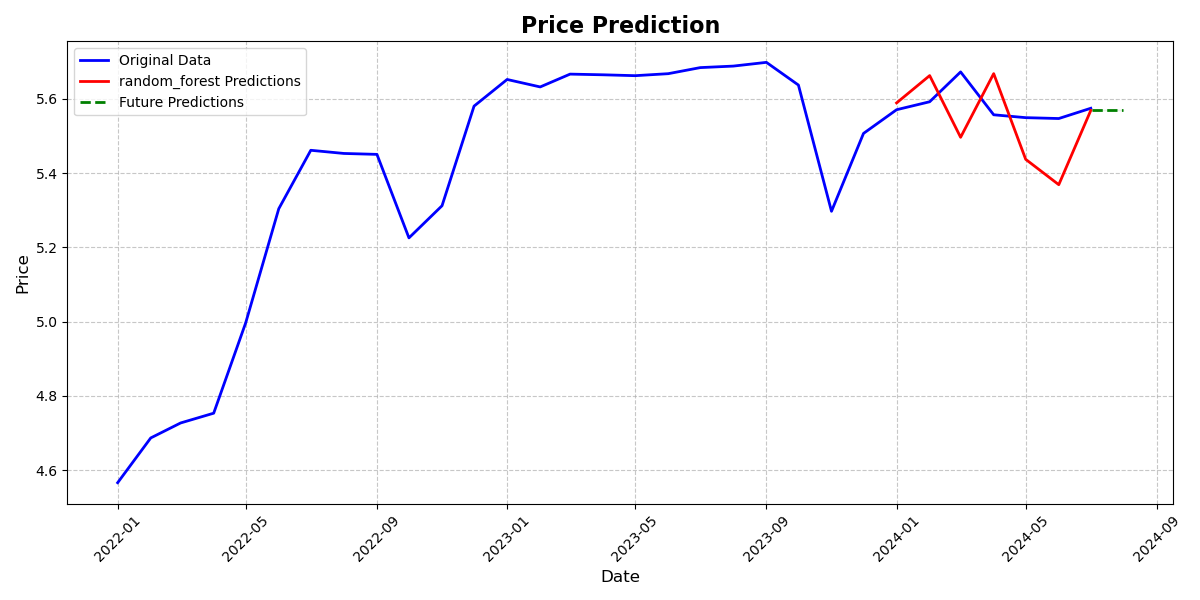 Price Prediction
Original Data
random_forest Predictions
Future Predictions
Price
5.6
5.4
5.2
5.0
4.8
4.6
2022-01
2022-05
2022-09
2023-01
2023-05
2023-09
2024-01
2024-05
2024-09
Date